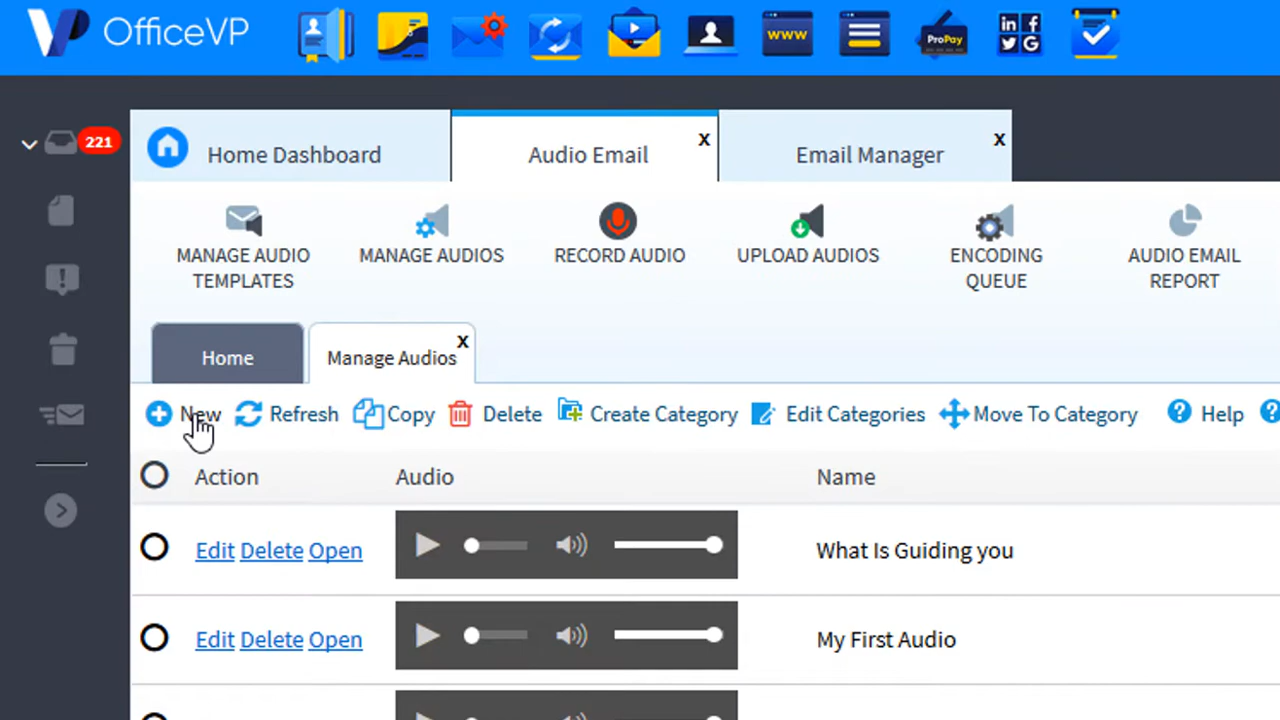 OfficeVP
www
ProPay
in f
G
221
Home Dashboard
x
Audio Email
x
Email Manager
MANAGE AUDIO TEMPLATES
MANAGE AUDIOS
RECORD AUDIO
UPLOAD AUDIOS
ENCODING QUEUE
AUDIO EMAIL REPORT
Home
Manage Audios
x
New Refresh Copy Delete Create Category Edit Categories Move To Category Help
Action Audio Name
Edit Delete Open What Is Guiding you
Edit Delete Open My First Audio